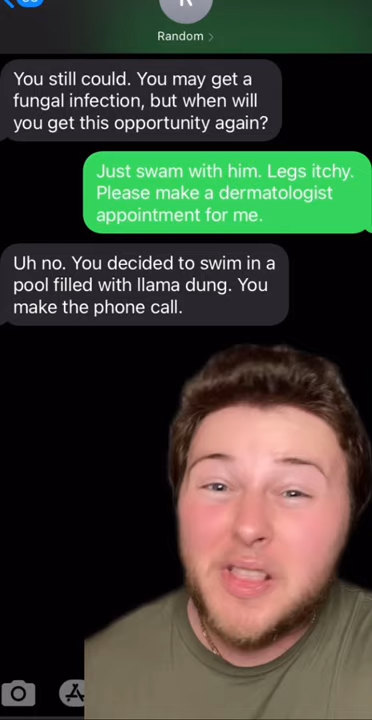 Random
You still could. You may get a
fungal infection, but when will
you get this opportunity again?
Just swam with him. Legs itchy.
Please make a dermatologist
appointment for me.
Uh no. You decided to swim in a
pool filled with llama dung. You
make the phone call.